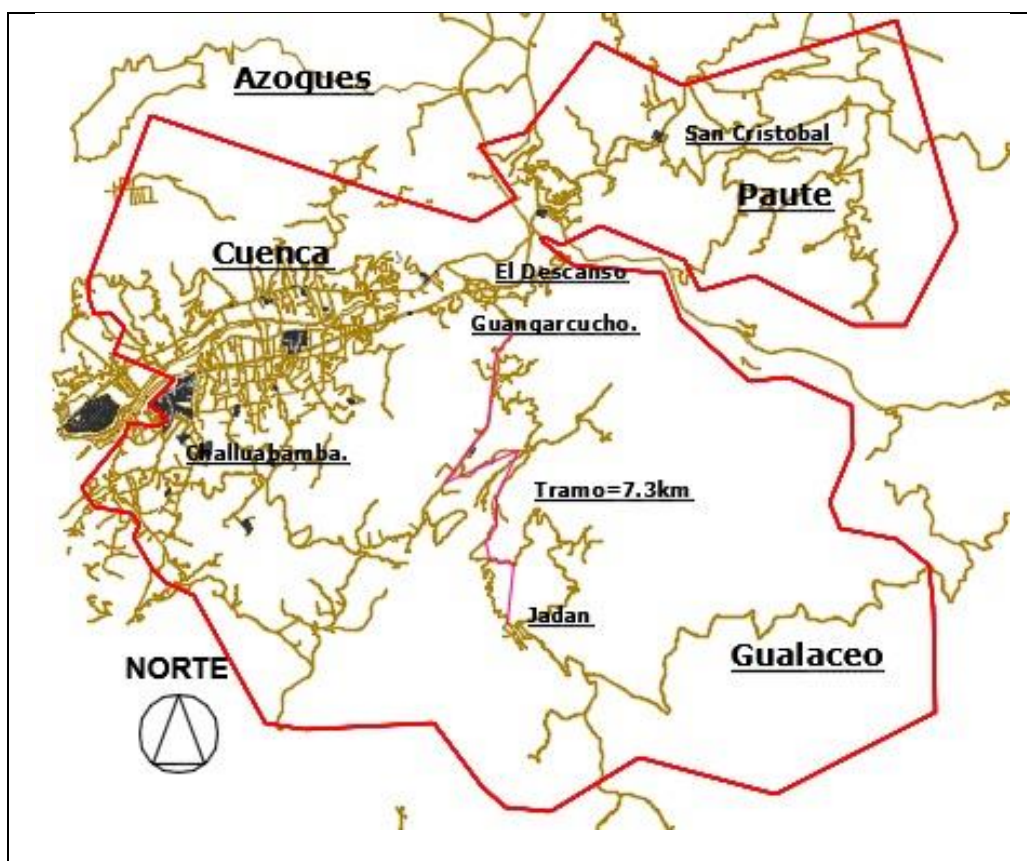 Azoques
San Cristobal
Paute
Cuenca
El Descanso
Guangarcucho.
Challuabamba.
Tramo=7.3km
Jadan
Gualaceo
NORTE